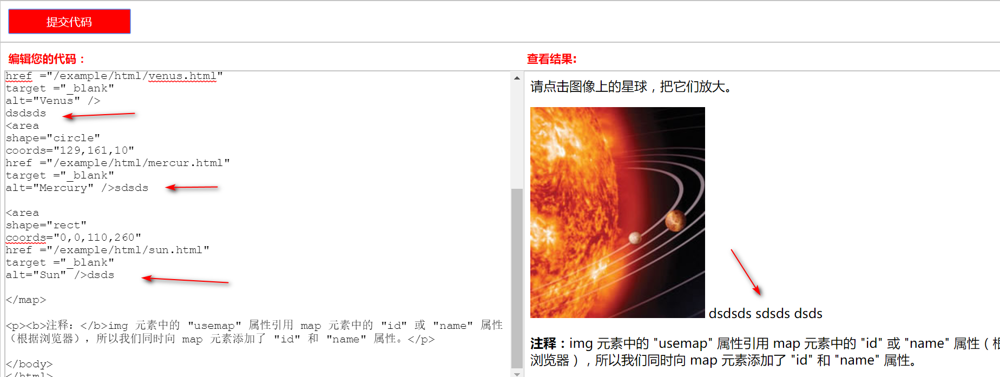 提交代码
编辑您的代码：
href ="/example/html/venus.html"
target ="_blank"
alt="Venus" />
dsdsds
<area
shape="circle"
coords="129,161,10"
href ="/example/html/mercur.html"
target ="_blank"
alt="Mercury" />sdsds
<area
shape="rect"
coords="0,0,110,260"
href ="/example/html/sun.html"
target ="_blank"
alt="Sun" />dsds
</map>
<p><b>注释：</b>img 元素中的 "usemap" 属性引用 map 元素中的 "id" 或 "name" 属性
（根据浏览器），所以我们同时向 map 元素添加了 "id" 和 "name" 属性。</p>
</body>
</html>
查看结果:
请点击图像上的星球，把它们放大。
dsdsds sdsds dsds
注释：img 元素中的 "usemap" 属性引用 map 元素中的 "id" 或 "name" 属性（根
浏览器），所以我们同时向 map 元素添加了 "id" 和 "name" 属性。